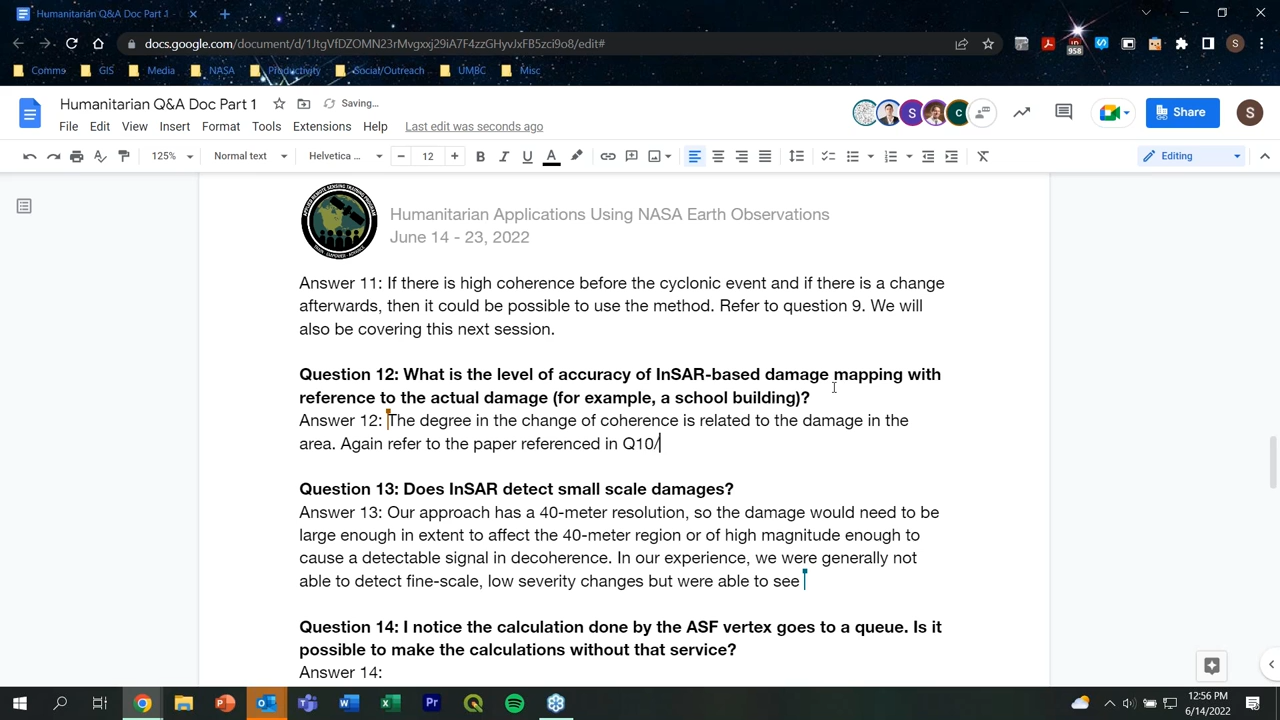 Humanitarian Q&A Doc Part 1
docs.google.com/document/d/1JtgVfDZOMN23rMvgxxj29iA7F4zzGHyvJxFB5zci9o8/edit#
958
S
Comms
GIS
Media
NASA
Productivity
Social/Outreach
UMBC
Misc
Humanitarian Q&A Doc Part 1
Saving...
File Edit View Insert Format Tools Extensions Help Last edit was seconds ago
S
C
Share
S
125% Normal text Helvetica ... 12 B I U A Editing
Humanitarian Applications Using NASA Earth Observations
June 14 - 23, 2022
Answer 11: If there is high coherence before the cyclonic event and if there is a change
afterwards, then it could be possible to use the method. Refer to question 9. We will
also be covering this next session.
Question 12: What is the level of accuracy of InSAR-based damage mapping with
reference to the actual damage (for example, a school building)?
Answer 12: The degree in the change of coherence is related to the damage in the
area. Again refer to the paper referenced in Q10/
Question 13: Does InSAR detect small scale damages?
Answer 13: Our approach has a 40-meter resolution, so the damage would need to be
large enough in extent to affect the 40-meter region or of high magnitude enough to
cause a detectable signal in decoherence. In our experience, we were generally not
able to detect fine-scale, low severity changes but were able to see
Question 14: I notice the calculation done by the ASF vertex goes to a queue. Is it
possible to make the calculations without that service?
Answer 14:
12:56 PM
6/14/2022